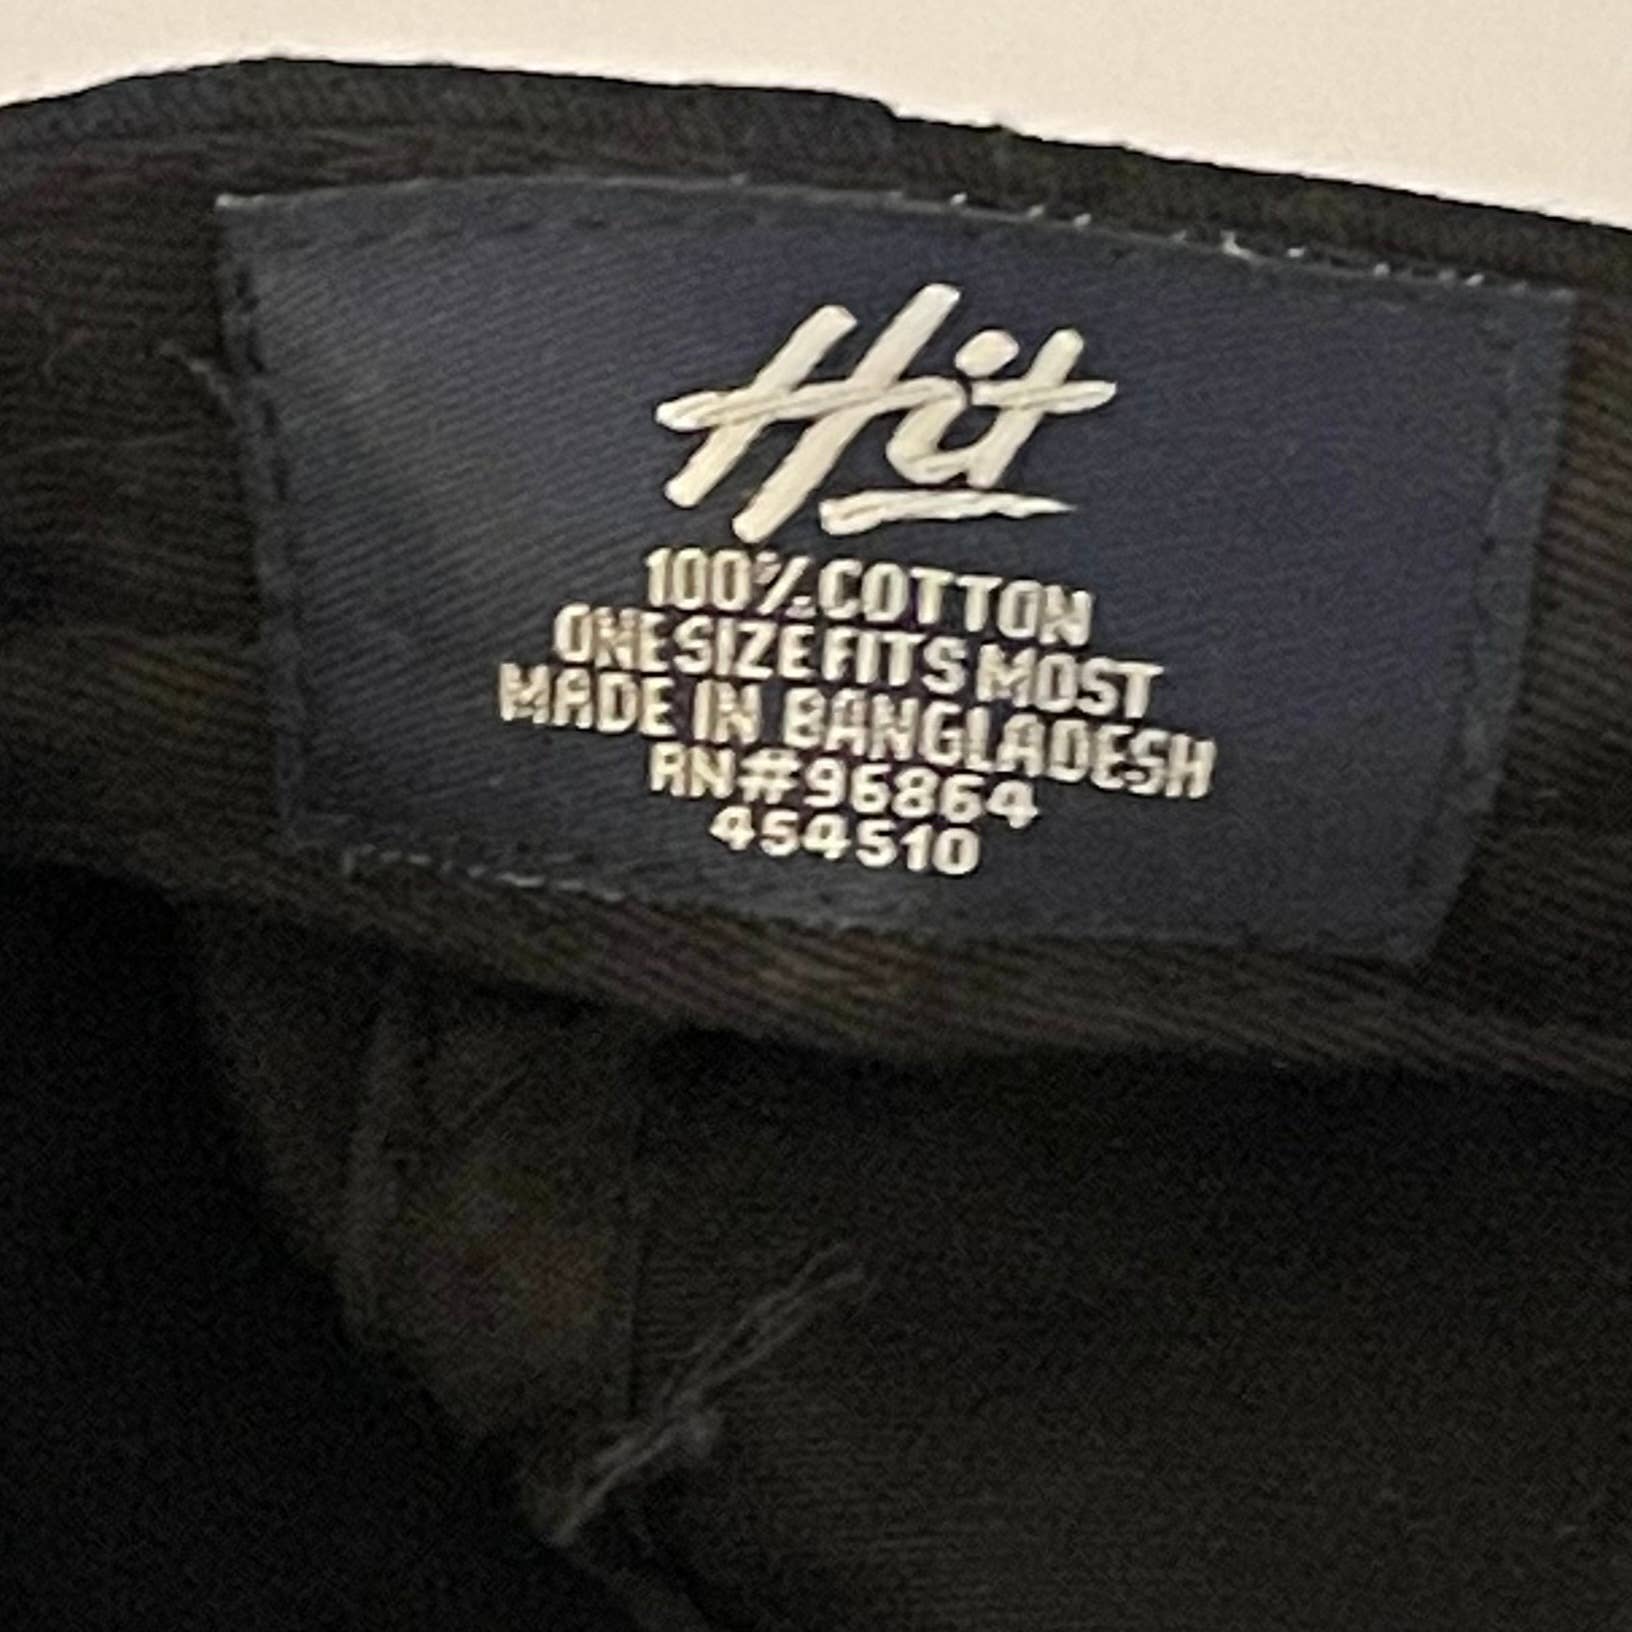 Hit
100% COTTON
ONE SIZE FITS MOST
MADE IN BANGLADESH
RN#96864
454510